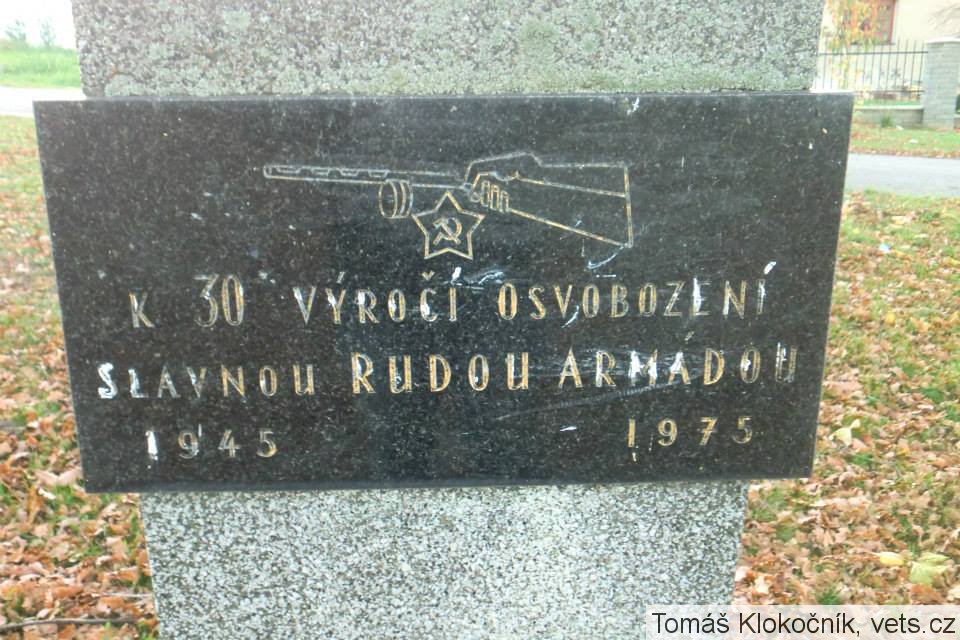 K 30 VÝROČÍ OSVOBOZENÍ
SLAVNOU RUDOU ARMÁDOU
1945 1975
Tomáš Klokočník, vets.cz